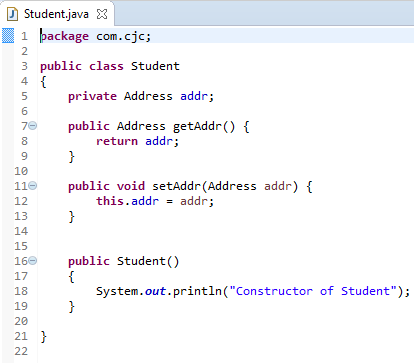 Student.java
1 package com.cjc;
2
3 public class Student
4 {
5     private Address addr;
6
7     public Address getAddr() {
8         return addr;
9     }
10
11     public void setAddr(Address addr) {
12         this.addr = addr;
13     }
14
15
16     public Student()
17     {
18         System.out.println("Constructor of Student");
19     }
20
21 }
22